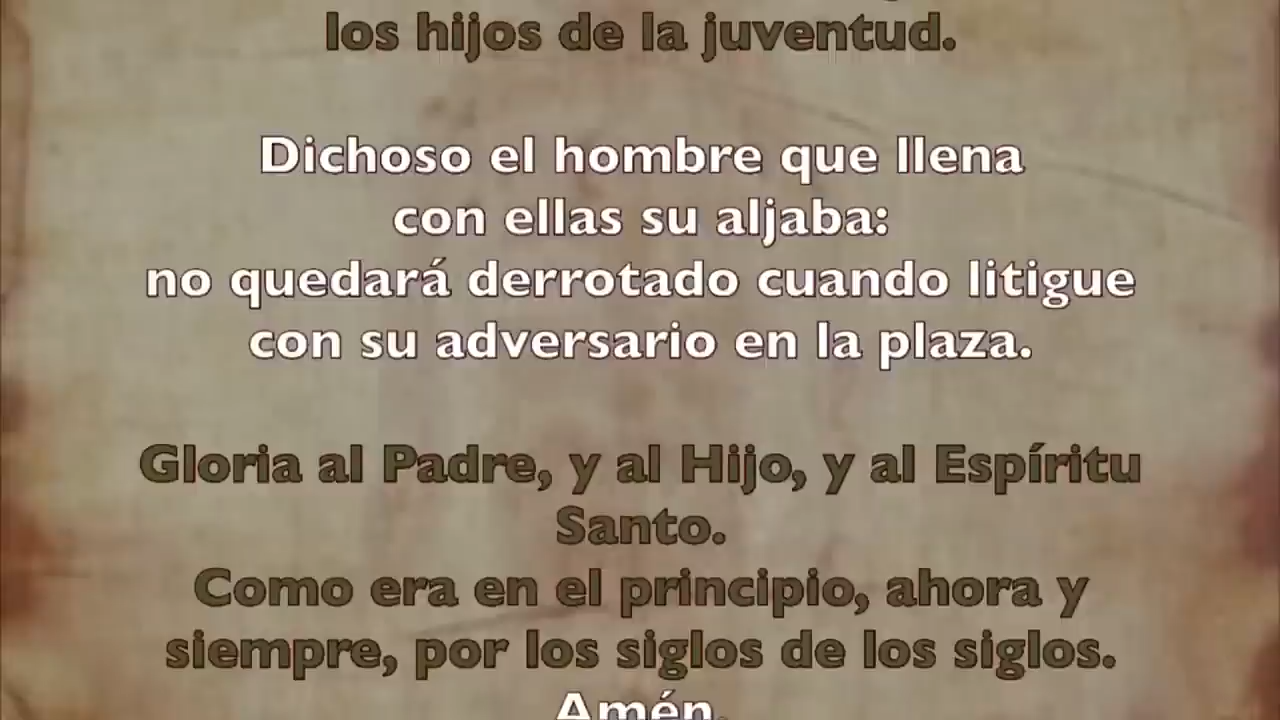 los hijos de la juventud.
Dichoso el hombre que llena
con ellas su aljaba:
no quedará derrotado cuando litigue
con su adversario en la plaza.
Gloria al Padre, y al Hijo, y al Espíritu
Santo.
Como era en el principio, ahora y
siempre, por los siglos de los siglos.
Amén.